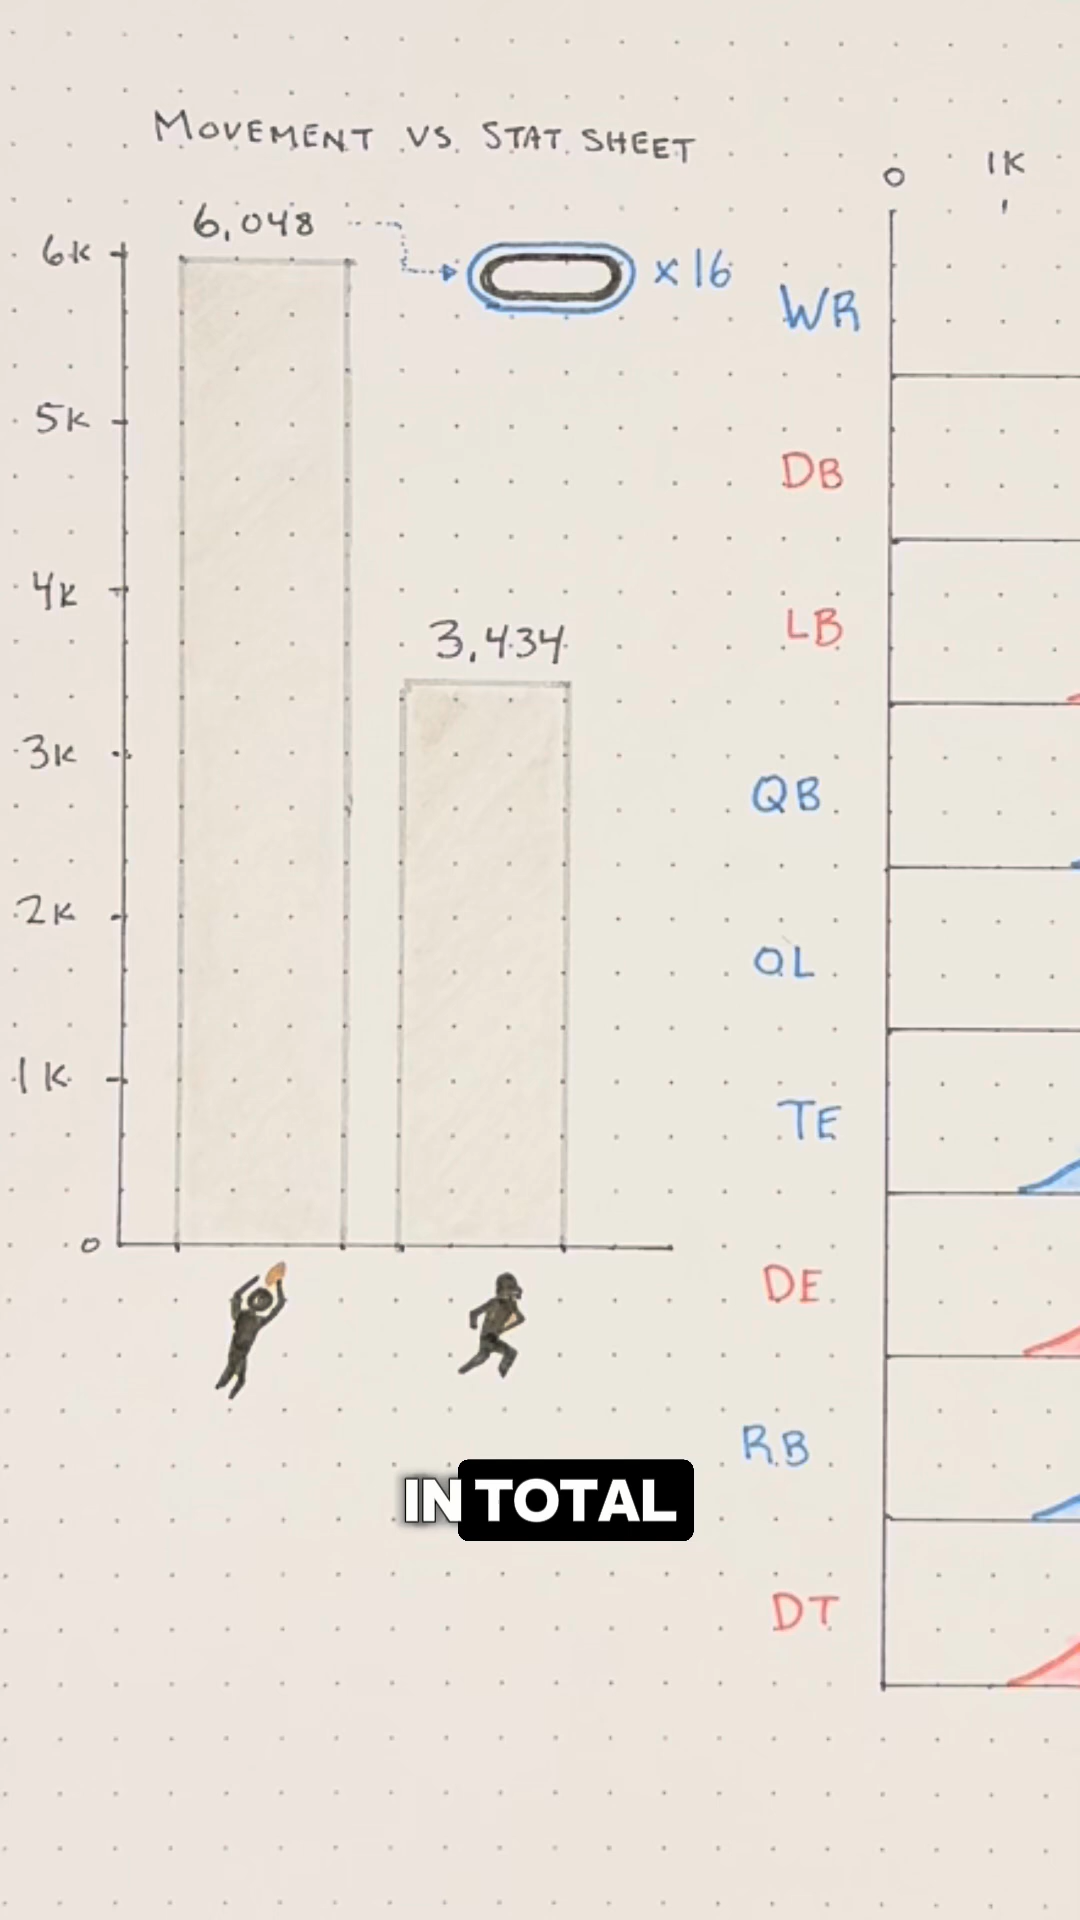 MOVEMENT VS. STAT SHEET
6,048
x 16
6K
5K
4K
3,434
3K
2K
1K
0
0 1K
WR
DB
LB
QB
OL
TE
DE
RB
DT
IN TOTAL